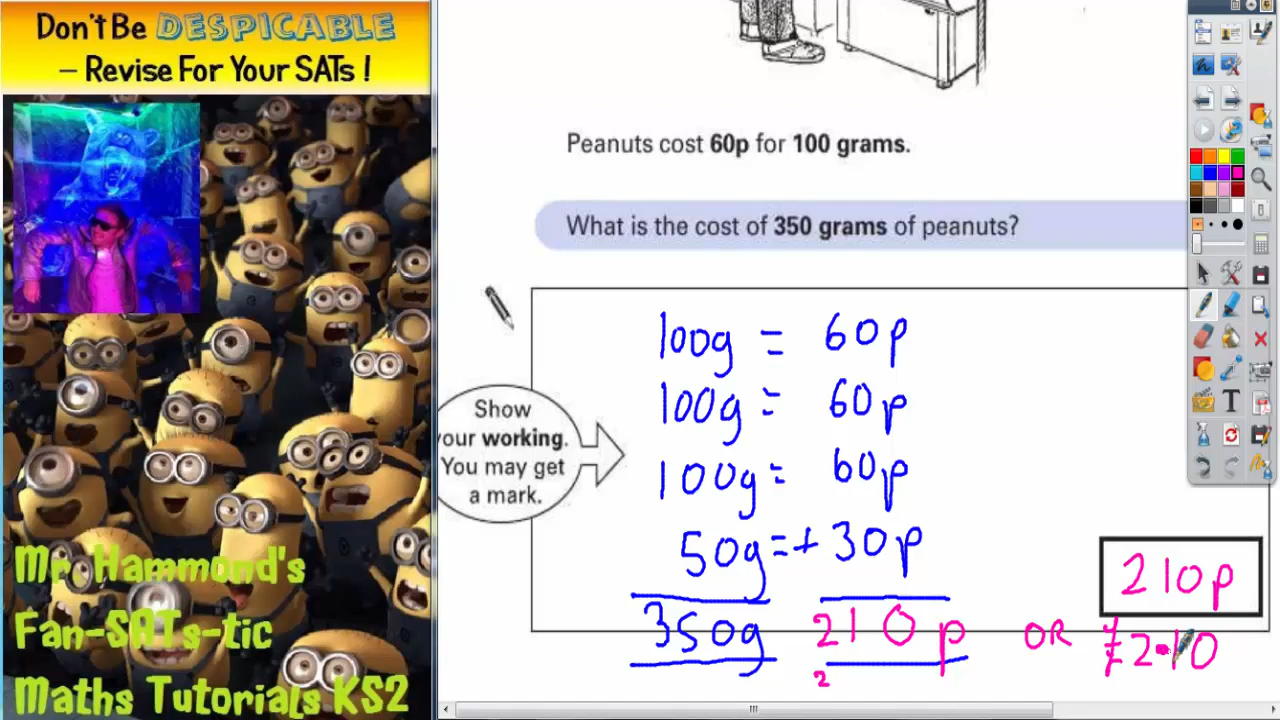 Don't Be DESPICABLE
– Revise For Your SATs !
Mr. Hammond's
Fan-SATs-tic
Maths Tutorials KS2
Peanuts cost 60p for 100 grams.
What is the cost of 350 grams of peanuts?
Show
your working.
You may get
a mark.
100g = 60p
100g = 60p
100g = 60p
50g = + 30p
350g 210p OR £2.10
2
210p